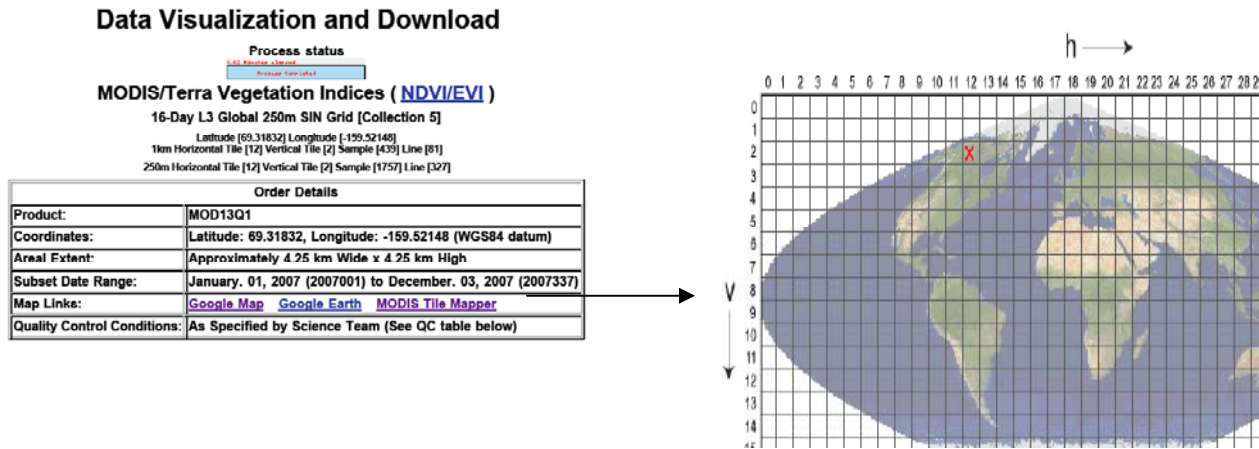 Data Visualization and Download
Process status
MODIS/Terra Vegetation Indices ( NDVI/EVI )
16-Day L3 Global 250m SIN Grid [Collection 5]
Latitude [69.31832] Longitude [-159.52148]
1km Horizontal Tile [12] Vertical Tile [2] Sample [439] Line [81]
250m Horizontal Tile [12] Vertical Tile [2] Sample [1757] Line [327]
Order Details
Product: MOD13Q1
Coordinates: Latitude: 69.31832, Longitude: -159.52148 (WGS84 datum)
Areal Extent: Approximately 4.25 km Wide x 4.25 km High
Subset Date Range: January. 01, 2007 (2007001) to December. 03, 2007 (2007337)
Map Links: Google Map Google Earth MODIS Tile Mapper
Quality Control Conditions: As Specified by Science Team (See QC table below)
h
0 1 2 3 4 5 6 7 8 9 10 11 12 13 14 15 16 17 18 19 20 21 22 23 24 25 26 27 28
0
1
2
X
3
4
5
6
7
V
8
9
10
11
12
13
14